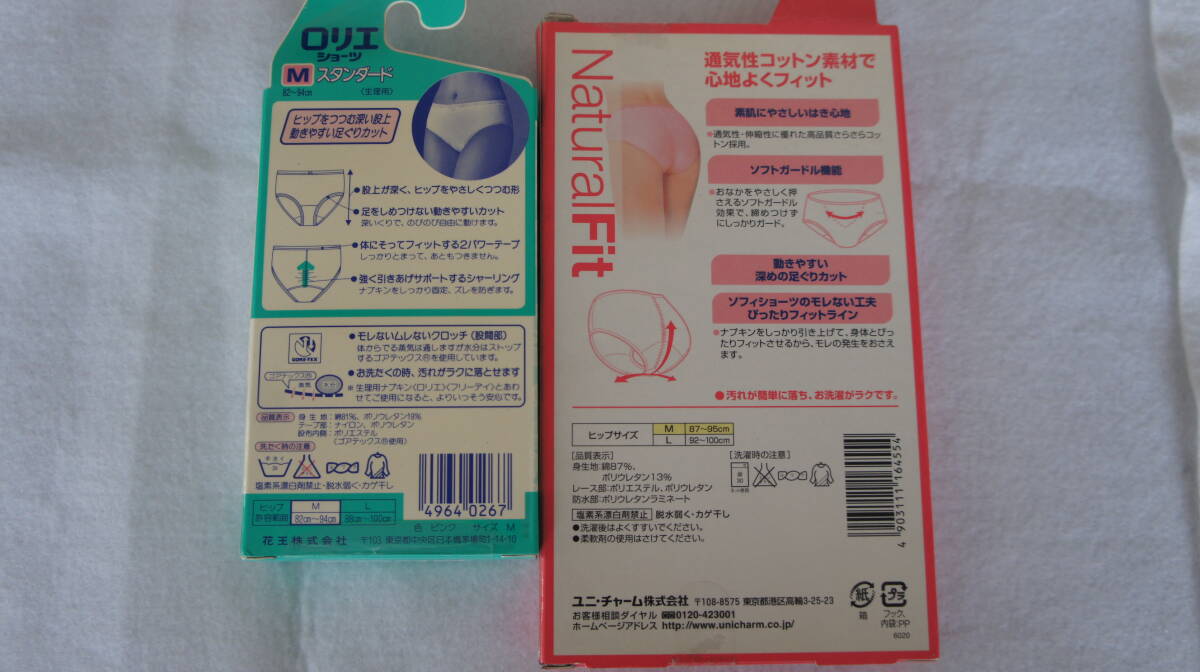 ロリエ
ショーツ
M スタンダード
82〜94cm
〈生理用〉
ヒップをつつむ深い股上
動きやすい足ぐりカット
●股上が深く、ヒップをやさしくつつむ形
●足をしめつけない動きやすいカット
深いくりで、のびのび自由に動けます。
●体にそってフィットする2パワーテープ
しっかりとまって、あともつきません。
●強く引きあげサポートするシャーリング
ナプキンをしっかり固定、ズレを防ぎます。
GORE-TEX
●モレないムレないクロッチ(股間部)
体からでる蒸気は通しますが水分はストップ
するゴアテックス®を使用しています。
●お洗たくの時、汚れがラクに落とせます
※生理用ナプキン〈ロリエ〉〈フリーデイ〉とあわ
せてご使用になると、よりいっそう安心です。
ゴアテックス®
蒸気
水分
品質表示 身生地:綿81%、ポリウレタン19%
テープ部:ナイロン、ポリウレタン
股布内側:ポリエステル
(ゴアテックス®使用)
洗たく時の注意
塩素系漂白剤禁止・脱水弱く・カゲ干し
4964 0267
ヒップ
許容範囲
M L
82cm〜94cm 88cm〜100cm
色 ピンク サイズ M
花王株式会社 〒103 東京都中央区日本橋茅場町1-14-10
Natural Fit
通気性コットン素材で
心地よくフィット
素肌にやさしいはき心地
●通気性・伸縮性に優れた高品質さらさらコッ
トン採用。
ソフトガードル機能
●おなかをやさしく押
さえるソフトガードル
効果で、締めつけず
にしっかりガード。
動きやすい
深めの足ぐりカット
ソフィショーツのモレない工夫
ぴったりフィットライン
●ナプキンをしっかり引き上げて、身体とぴっ
たりフィットさせるから、モレの発生をおさえ
ます。
●汚れが簡単に落ち、お洗濯がラクです。
ヒップサイズ
M 87〜95cm
L 92〜100cm
[品質表示]
身生地:綿87%、
ポリウレタン13%
レース部:ポリエステル、ポリウレタン
防水部:ポリウレタンラミネート
[洗濯時の注意]
塩素系漂白剤禁止 脱水弱く・カゲ干し
●洗濯後はよくすすいでください。
●柔軟剤の使用はさけてください。
4 903111 164554
ユニ・チャーム株式会社 〒108-8575 東京都港区高輪3-25-23
お客様相談ダイヤル 0120-423001
ホームページアドレス http://www.unicharm.co.jp/
紙
箱
プラ
フック、
内袋:PP
6020